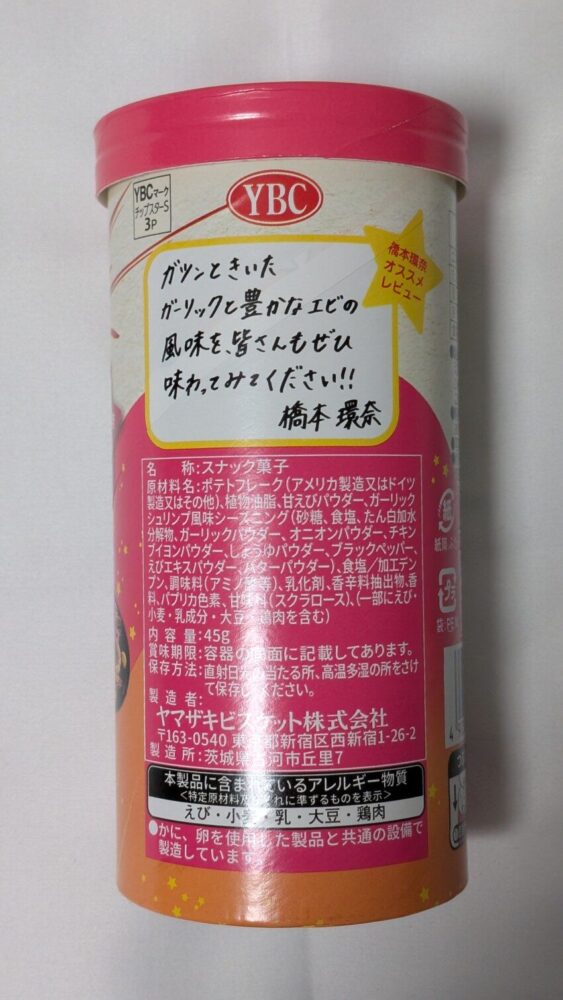 YBCマーク
チップスターS
3P
YBC
橋本環奈
オススメ
レビュー
ガツンときいた
ガーリックと豊かなエビの
風味を、皆さんもぜひ
味わってみてください!!
橋本 環奈
名 称:スナック菓子
原材料名:ポテトフレーク(アメリカ製造又はドイツ
製造又はその他)、植物油脂、甘えびパウダー、ガーリック
シュリンプ風味シーズニング(砂糖、食塩、たん白加水
分解物、ガーリックパウダー、オニオンパウダー、チキン
ブイヨンパウダー、しょうゆパウダー、ブラックペッパー、
えびエキスパウダー、バターパウダー)、食塩/加工デン
プン、調味料(アミノ酸等)、乳化剤、香辛料抽出物、香
料、パプリカ色素、甘味料(スクラロース)、(一部にえび・
小麦・乳成分・大豆・鶏肉を含む)
内 容 量:45g
賞味期限:容器の側面に記載してあります。
保存方法:直射日光の当たる所、高温多湿の所をさけ
て保存してください。
製 造 者:
ヤマザキビスケット株式会社
〒163-0540 東京都新宿区西新宿1-26-2
製 造 所:茨城県古河市丘里7
本製品に含まれているアレルギー物質
<特定原材料及びそれに準ずるものを表示>
えび・小麦・乳・大豆・鶏肉
●かに、卵を使用した製品と共通の設備で
製造しています。
紙
プラ